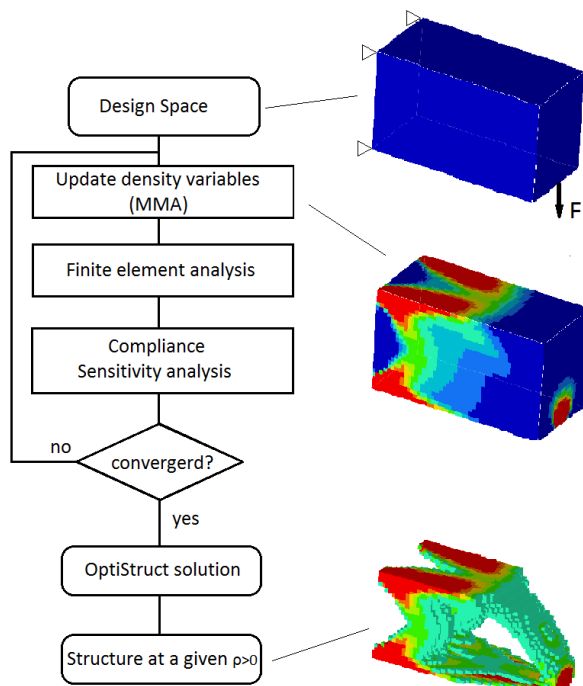 Design Space
Update density variables
(MMA)
F
Finite element analysis
Compliance
Sensitivity analysis
no
convergerd?
yes
OptiStruct solution
Structure at a given ρ>0